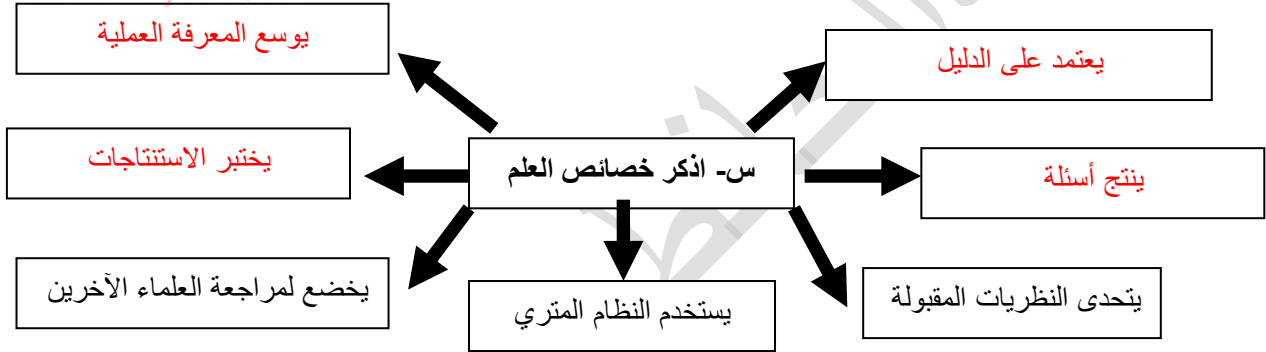 يوسع المعرفة العملية
يعتمد على الدليل
س- اذكر خصائص العلم
يختبر الاستنتاجات
ينتج أسئلة
يخضع لمراجعة العلماء الآخرين
يستخدم النظام المتري
يتحدى النظريات المقبولة